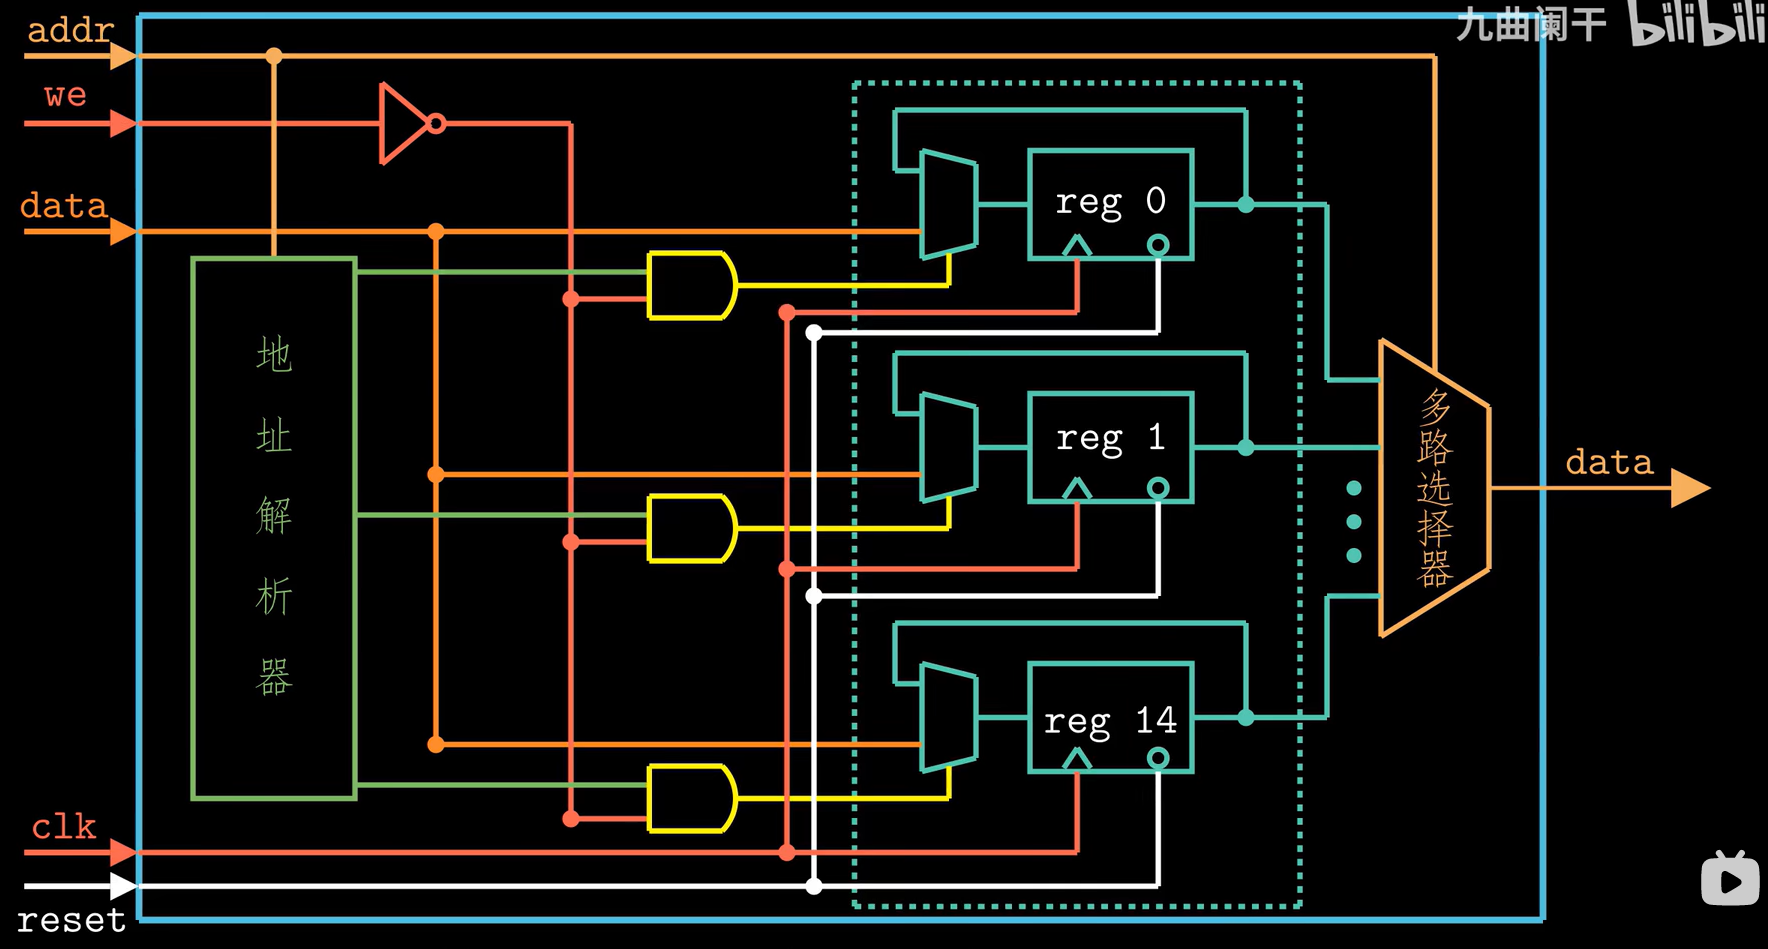 九曲阑干 bilibili
addr
we
data
reg 0
地址解析器
reg 1
多路选择器
data
reg 14
clk
reset